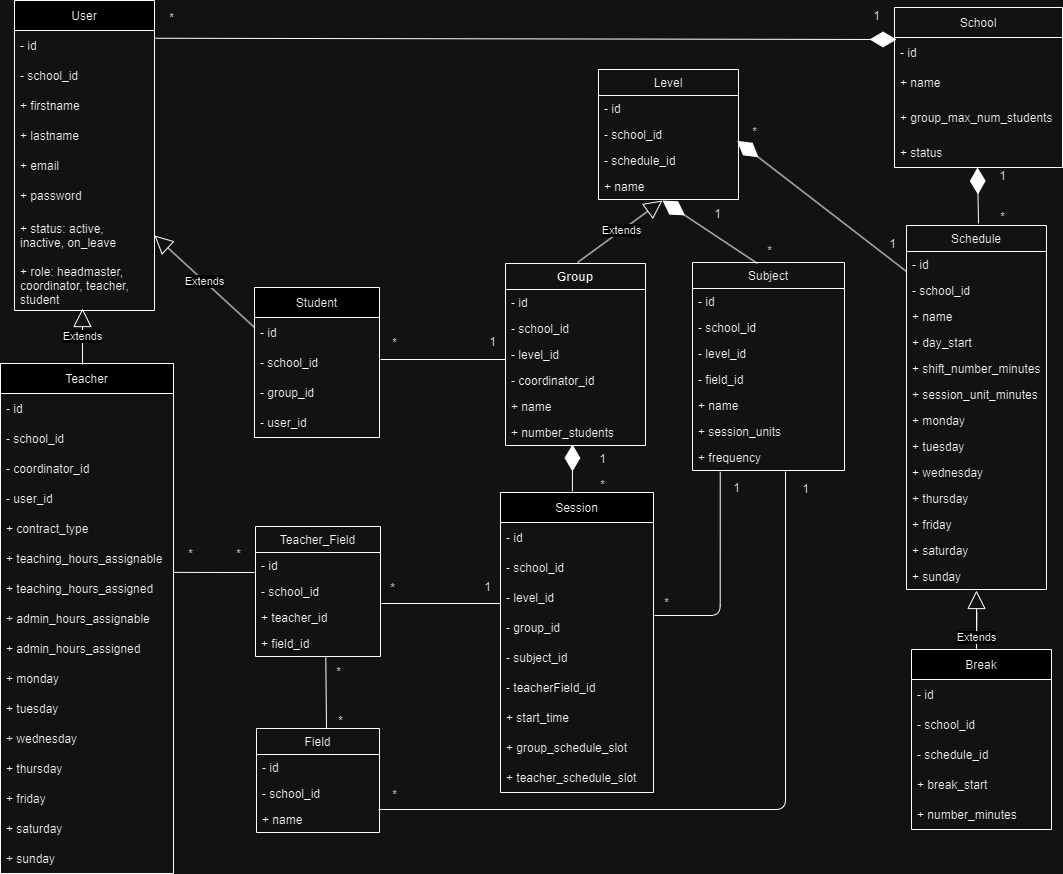 User
- id
- school_id
+ firstname
+ lastname
+ email
+ password
+ status: active,
inactive, on_leave
+ role: headmaster,
coordinator, teacher,
student
*
1
School
- id
+ name
+ group_max_num_students
+ status
1
*
Level
- id
- school_id
- schedule_id
+ name
*
1
Extends
1
*
Schedule
- id
- school_id
+ name
+ day_start
+ shift_number_minutes
+ session_unit_minutes
+ monday
+ tuesday
+ wednesday
+ thursday
+ friday
+ saturday
+ sunday
Extends
Student
- id
- school_id
- group_id
- user_id
*
1
Group
- id
- school_id
- level_id
- coordinator_id
+ name
+ number_students
1
*
Subject
- id
- school_id
- level_id
- field_id
+ name
+ session_units
+ frequency
1
1
Extends
Teacher
- id
- school_id
- coordinator_id
- user_id
+ contract_type
+ teaching_hours_assignable
+ teaching_hours_assigned
+ admin_hours_assignable
+ admin_hours_assigned
+ monday
+ tuesday
+ wednesday
+ thursday
+ friday
+ saturday
+ sunday
*
*
Teacher_Field
- id
- school_id
+ teacher_id
+ field_id
*
1
*
*
Session
- id
- school_id
- level_id
- group_id
- subject_id
- teacherField_id
+ start_time
+ group_schedule_slot
+ teacher_schedule_slot
*
Field
- id
- school_id
+ name
*
Extends
Break
- id
- school_id
- schedule_id
+ break_start
+ number_minutes